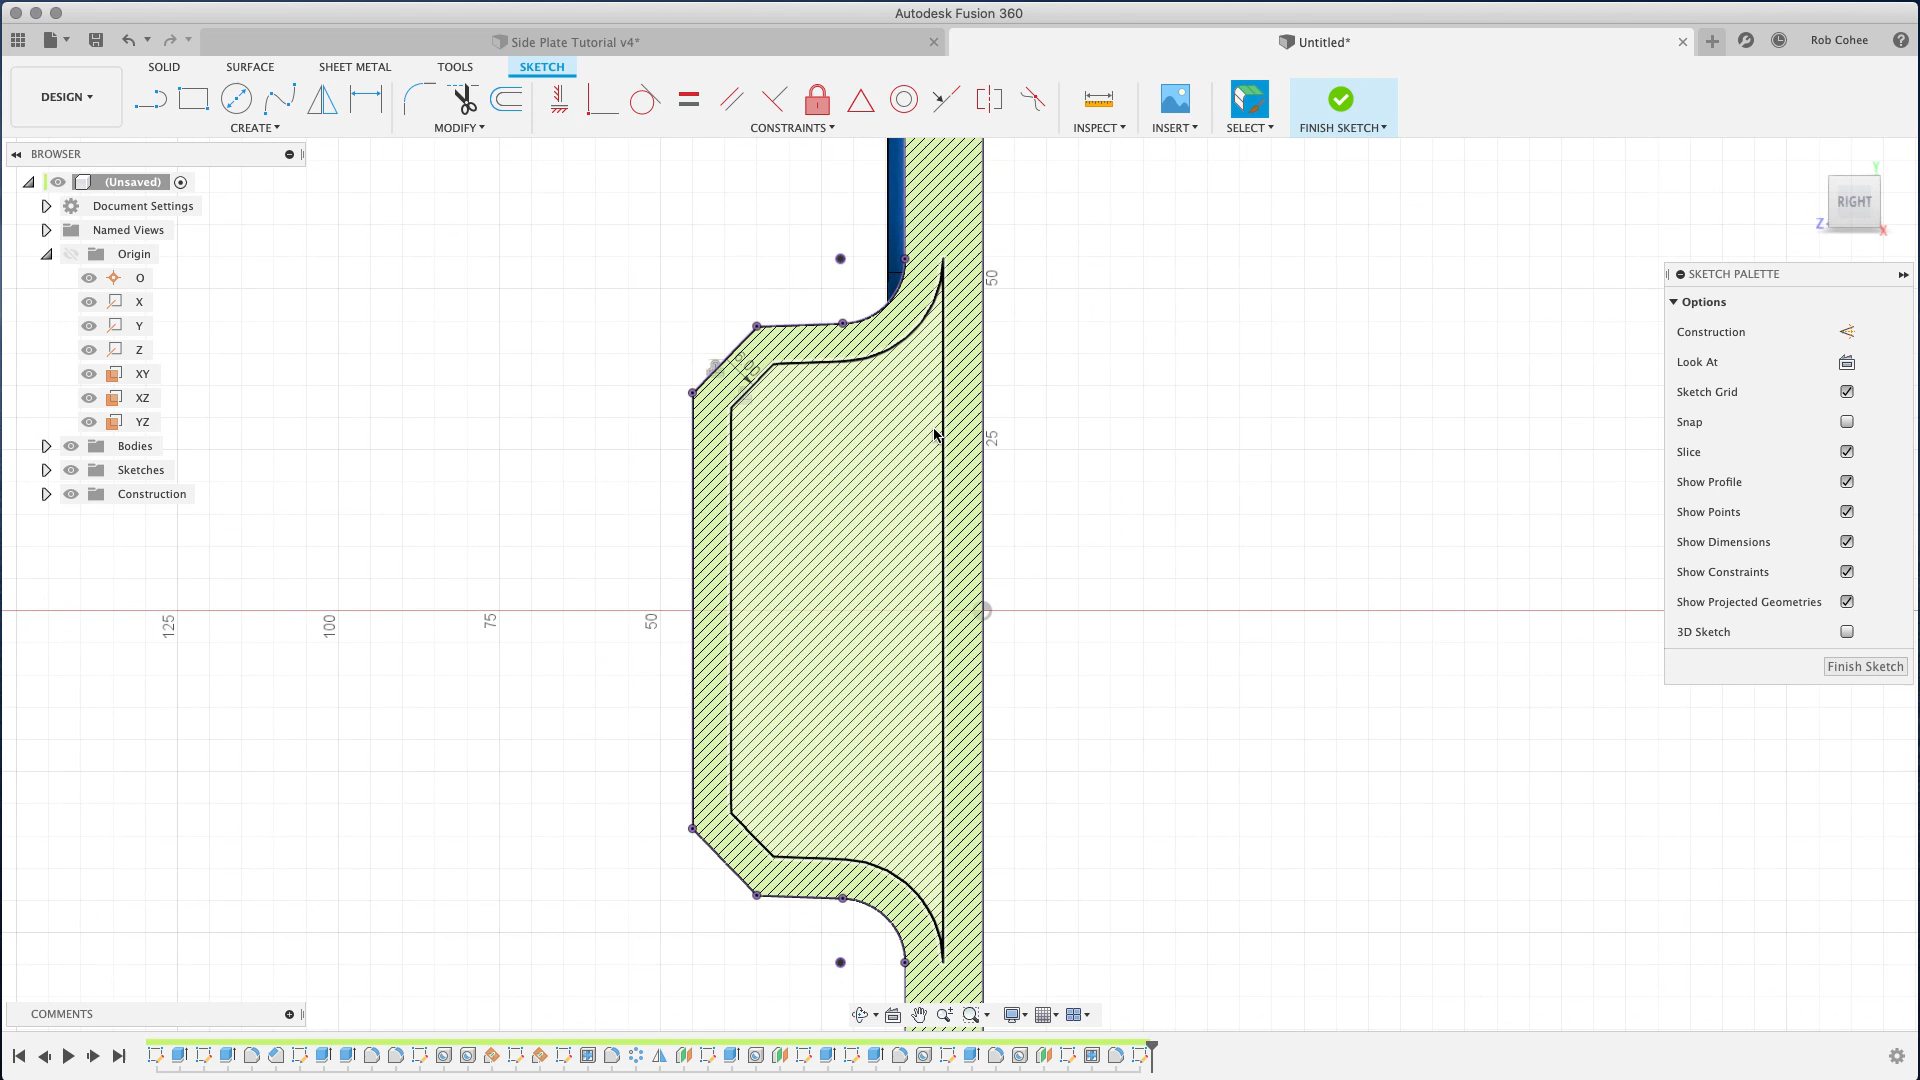 Autodesk Fusion 360
Side Plate Tutorial v4*
Untitled*
Rob Cohee
DESIGN
SOLID
SURFACE
SHEET METAL
TOOLS
SKETCH
CREATE
MODIFY
CONSTRAINTS
INSPECT
INSERT
SELECT
FINISH SKETCH
BROWSER
(Unsaved)
Document Settings
Named Views
Origin
O
X
Y
Z
XY
XZ
YZ
Bodies
Sketches
Construction
6.00
50
25
125
100
75
50
Y
RIGHT
Z
X
SKETCH PALETTE
Options
Construction
Look At
Sketch Grid
Snap
Slice
Show Profile
Show Points
Show Dimensions
Show Constraints
Show Projected Geometries
3D Sketch
Finish Sketch
COMMENTS